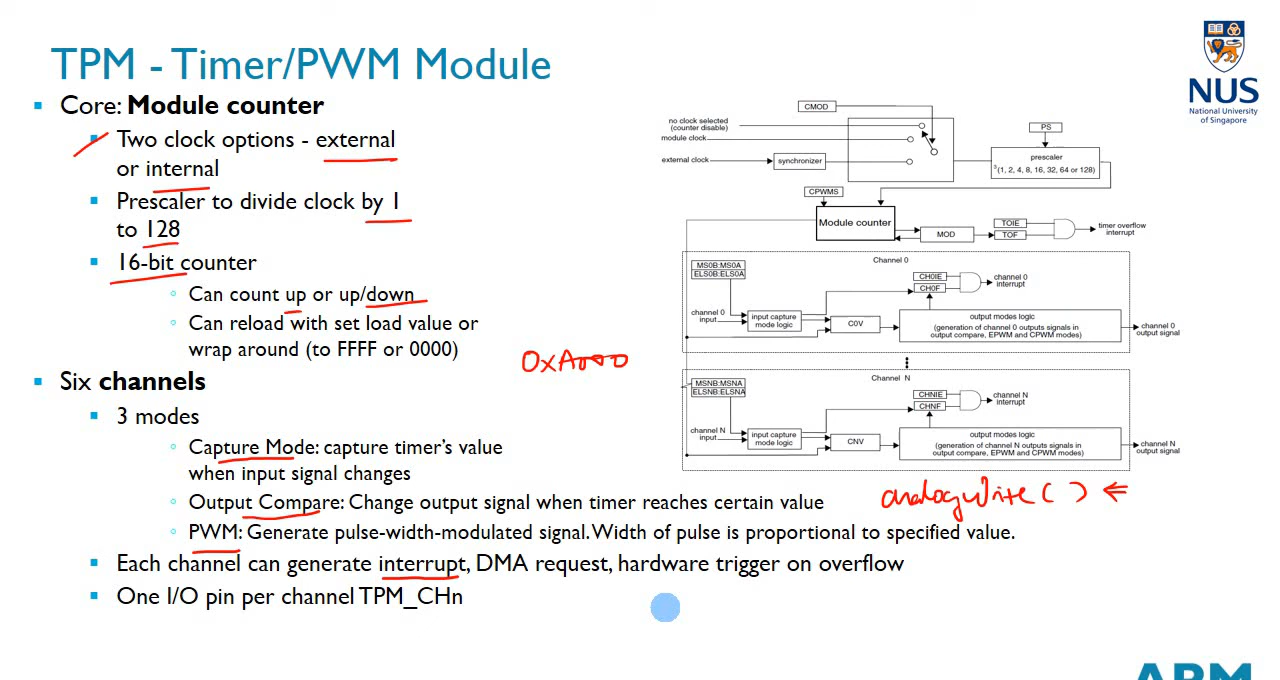 TPM - Timer/PWM Module
NUS
National University
of Singapore
Core: Module counter
Two clock options - external
or internal
Prescaler to divide clock by 1
to 128
16-bit counter
Can count up or up/down
Can reload with set load value or
wrap around (to FFFF or 0000)
0xA000
Six channels
3 modes
Capture Mode: capture timer's value
when input signal changes
Output Compare: Change output signal when timer reaches certain value
PWM: Generate pulse-width-modulated signal. Width of pulse is proportional to specified value.
Each channel can generate interrupt, DMA request, hardware trigger on overflow
One I/O pin per channel TPM_CHn
CMOD
no clock selected
(counter disable)
module clock
external clock
synchronizer
PS
prescaler
(1, 2, 4, 8, 16, 32, 64 or 128)
CPWMS
Module counter
MOD
TOIE
TOF
timer overflow
interrupt
Channel 0
MS0B:MS0A
ELS0B:ELS0A
CH0IE
CH0F
channel 0
interrupt
channel 0
input
input capture
mode logic
C0V
output modes logic
(generation of channel 0 outputs signals in
output compare, EPWM and CPWM modes)
channel 0
output signal
Channel N
MSNB:MSNA
ELSNB:ELSNA
CHNIE
CHNF
channel N
interrupt
channel N
input
input capture
mode logic
CNV
output modes logic
(generation of channel N outputs signals in
output compare, EPWM and CPWM modes)
channel N
output signal
analogWrite ( ) ←
ARM